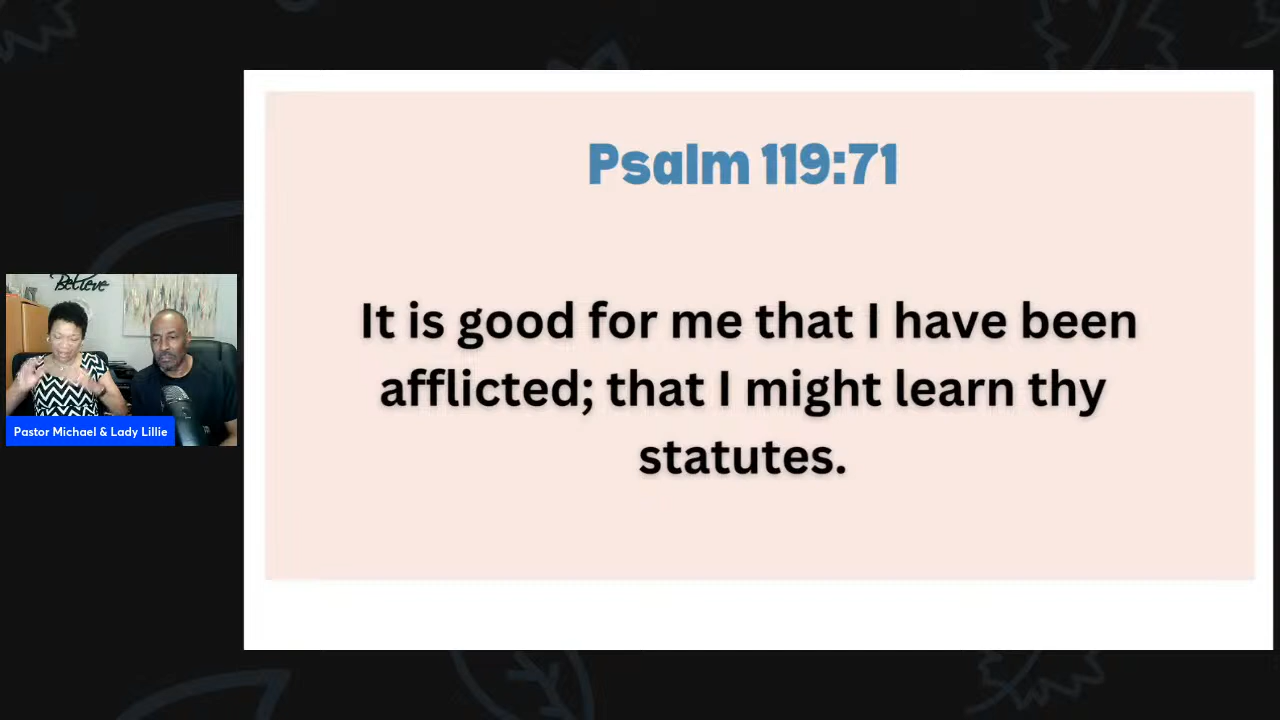 Psalm 119:71
It is good for me that I have been
afflicted; that I might learn thy
statutes.
Believe
Pastor Michael & Lady Lillie